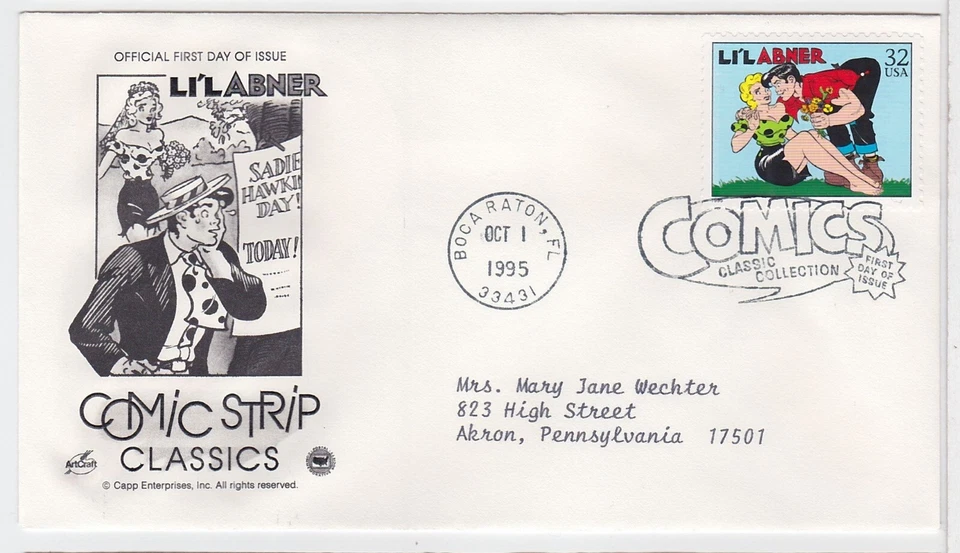 OFFICIAL FIRST DAY OF ISSUE
LI'L ABNER
SADIE
HAWKIN
DAY!
TODAY!
COMiC STRiP
CLASSICS
ArtCraft
© Capp Enterprises, Inc. All rights reserved.
LI'L ABNER
32
USA
BOCA RATON, FL
OCT 1
1995
33431
COMICS
CLASSIC
COLLECTION
FIRST
DAY OF
ISSUE
Mrs. Mary Jane Wechter
823 High Street
Akron, Pennsylvania 17501